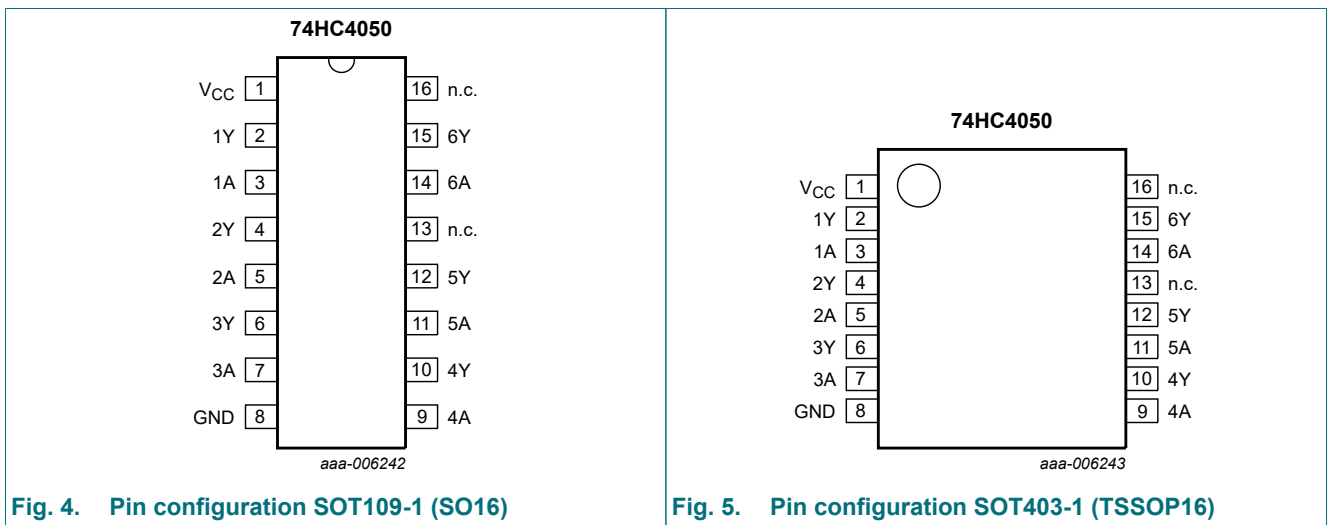 74HC4050
VCC 1 16 n.c.
1Y 2 15 6Y
1A 3 14 6A
2Y 4 13 n.c.
2A 5 12 5Y
3Y 6 11 5A
3A 7 10 4Y
GND 8 9 4A
aaa-006242
Fig. 4. Pin configuration SOT109-1 (SO16)
74HC4050
VCC 1 16 n.c.
1Y 2 15 6Y
1A 3 14 6A
2Y 4 13 n.c.
2A 5 12 5Y
3Y 6 11 5A
3A 7 10 4Y
GND 8 9 4A
aaa-006243
Fig. 5. Pin configuration SOT403-1 (TSSOP16)